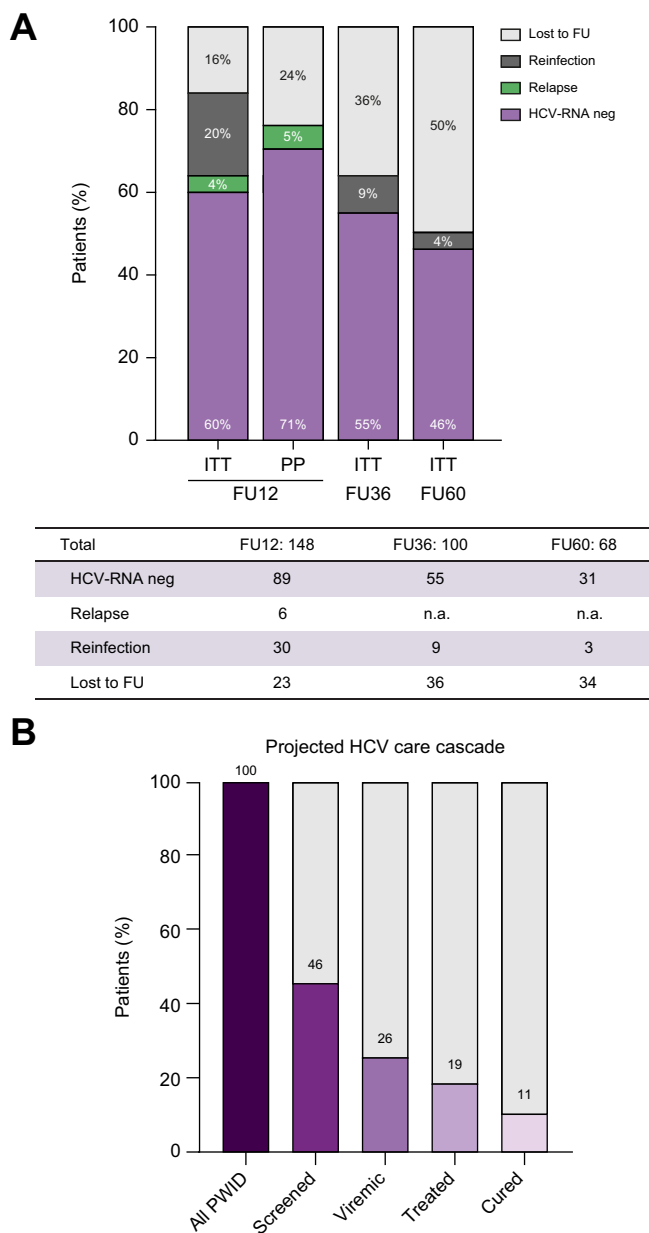 A
100
80
60
40
20
0
Patients (%)
16%
20%
4%
60%
24%
5%
71%
36%
9%
55%
50%
4%
46%
Lost to FU
Reinfection
Relapse
HCV-RNA neg
ITT PP ITT ITT
FU12 FU36 FU60
Total FU12: 148 FU36: 100 FU60: 68
HCV-RNA neg 89 55 31
Relapse 6 n.a. n.a.
Reinfection 30 9 3
Lost to FU 23 36 34
B
Projected HCV care cascade
100
80
60
40
20
0
Patients (%)
100
46
26
19
11
All PWID
Screened
Viremic
Treated
Cured